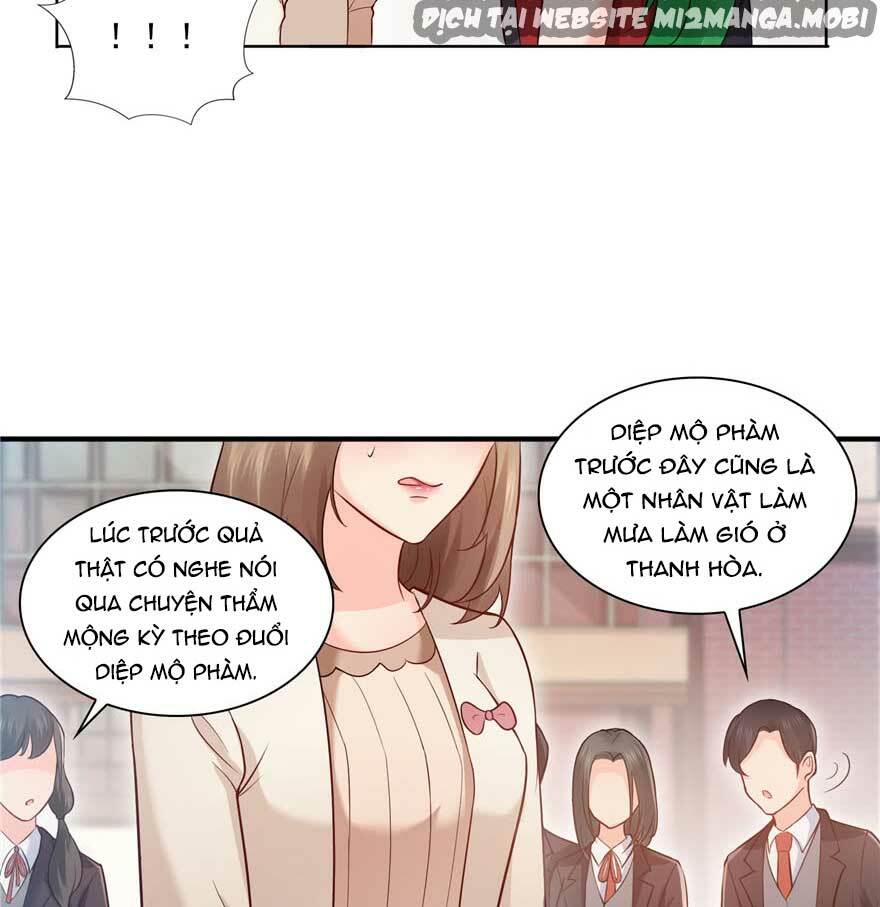 DỊCH TẠI WEBSITE MI2MANGA.MOBI
! ! !
DIỆP MỘ PHÀM
TRƯỚC ĐÂY CŨNG LÀ
MỘT NHÂN VẬT LÀM
MƯA LÀM GIÓ Ở
THANH HÒA.
LÚC TRƯỚC QUẢ
THẬT CÓ NGHE NÓI
QUA CHUYỆN THẨM
MỘNG KỲ THEO ĐUỔI
DIỆP MỘ PHÀM.